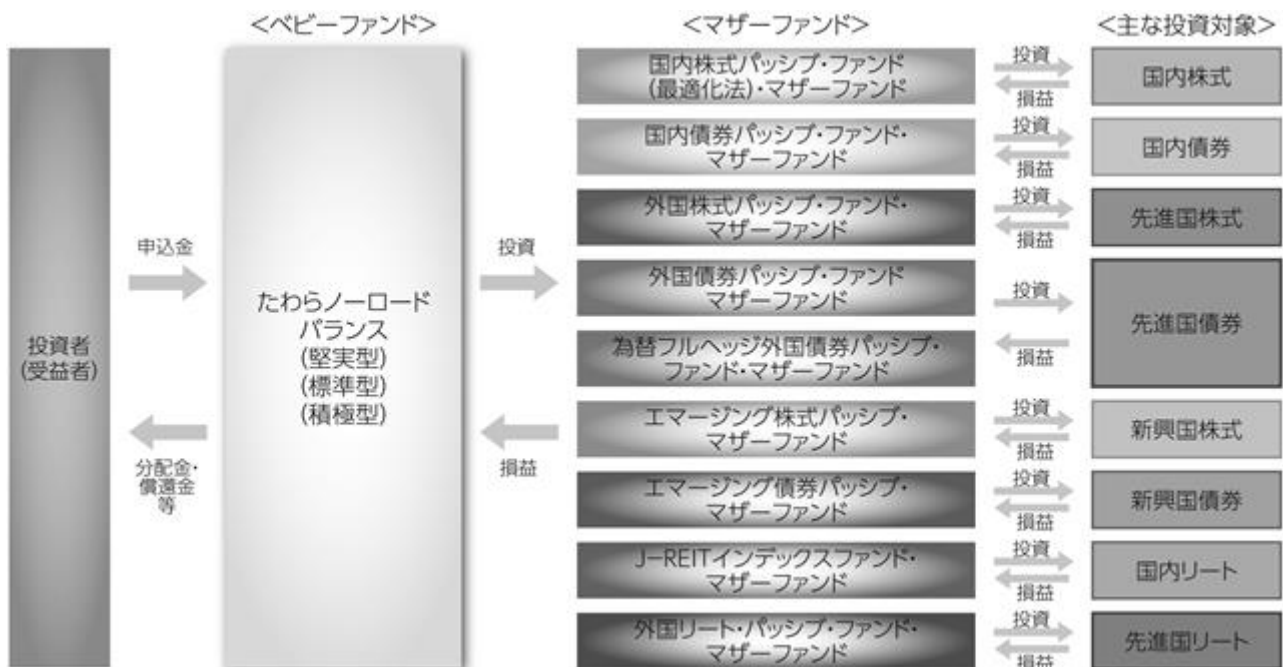 <ベビーファンド>
<マザーファンド>
<主な投資対象>
投資者
(受益者)
申込金
分配金・
償還金
等
たわらノーロード
バランス
(堅実型)
(標準型)
(積極型)
投資
損益
国内株式パッシブ・ファンド
(最適化法)・マザーファンド
投資
損益
国内株式
国内債券パッシブ・ファンド・
マザーファンド
投資
損益
国内債券
外国株式パッシブ・ファンド・
マザーファンド
投資
損益
先進国株式
外国債券パッシブ・ファンド
マザーファンド
投資
為替フルヘッジ外国債券パッシブ・
ファンド・マザーファンド
損益
先進国債券
エマージング株式パッシブ・
マザーファンド
投資
損益
新興国株式
エマージング債券パッシブ・
マザーファンド
投資
損益
新興国債券
J-REITインデックスファンド・
マザーファンド
投資
損益
国内リート
外国リート・パッシブ・ファンド・
マザーファンド
投資
損益
先進国リート